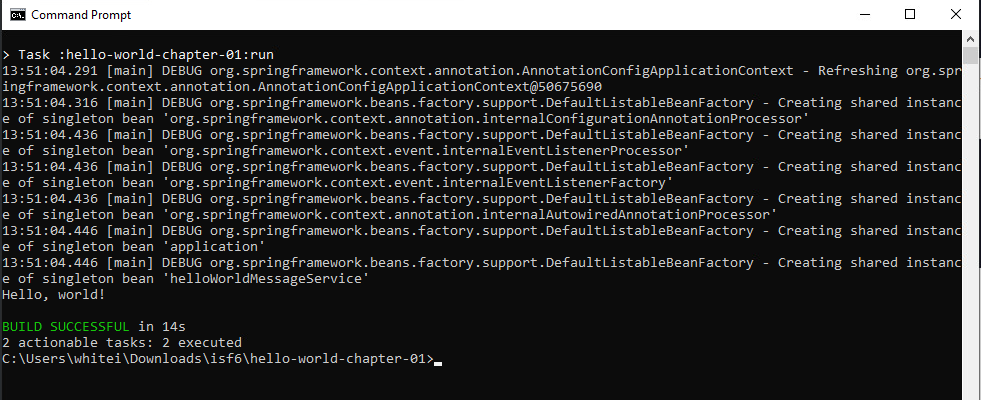 Command Prompt
> Task :hello-world-chapter-01:run
13:51:04.291 [main] DEBUG org.springframework.context.annotation.AnnotationConfigApplicationContext - Refreshing org.spr
ingframework.context.annotation.AnnotationConfigApplicationContext@50675690
13:51:04.316 [main] DEBUG org.springframework.beans.factory.support.DefaultListableBeanFactory - Creating shared instanc
e of singleton bean 'org.springframework.context.annotation.internalConfigurationAnnotationProcessor'
13:51:04.436 [main] DEBUG org.springframework.beans.factory.support.DefaultListableBeanFactory - Creating shared instanc
e of singleton bean 'org.springframework.context.event.internalEventListenerProcessor'
13:51:04.436 [main] DEBUG org.springframework.beans.factory.support.DefaultListableBeanFactory - Creating shared instanc
e of singleton bean 'org.springframework.context.event.internalEventListenerFactory'
13:51:04.436 [main] DEBUG org.springframework.beans.factory.support.DefaultListableBeanFactory - Creating shared instanc
e of singleton bean 'org.springframework.context.annotation.internalAutowiredAnnotationProcessor'
13:51:04.446 [main] DEBUG org.springframework.beans.factory.support.DefaultListableBeanFactory - Creating shared instanc
e of singleton bean 'application'
13:51:04.446 [main] DEBUG org.springframework.beans.factory.support.DefaultListableBeanFactory - Creating shared instanc
e of singleton bean 'helloWorldMessageService'
Hello, world!
BUILD SUCCESSFUL in 14s
2 actionable tasks: 2 executed
C:\Users\whitei\Downloads\isf6\hello-world-chapter-01>